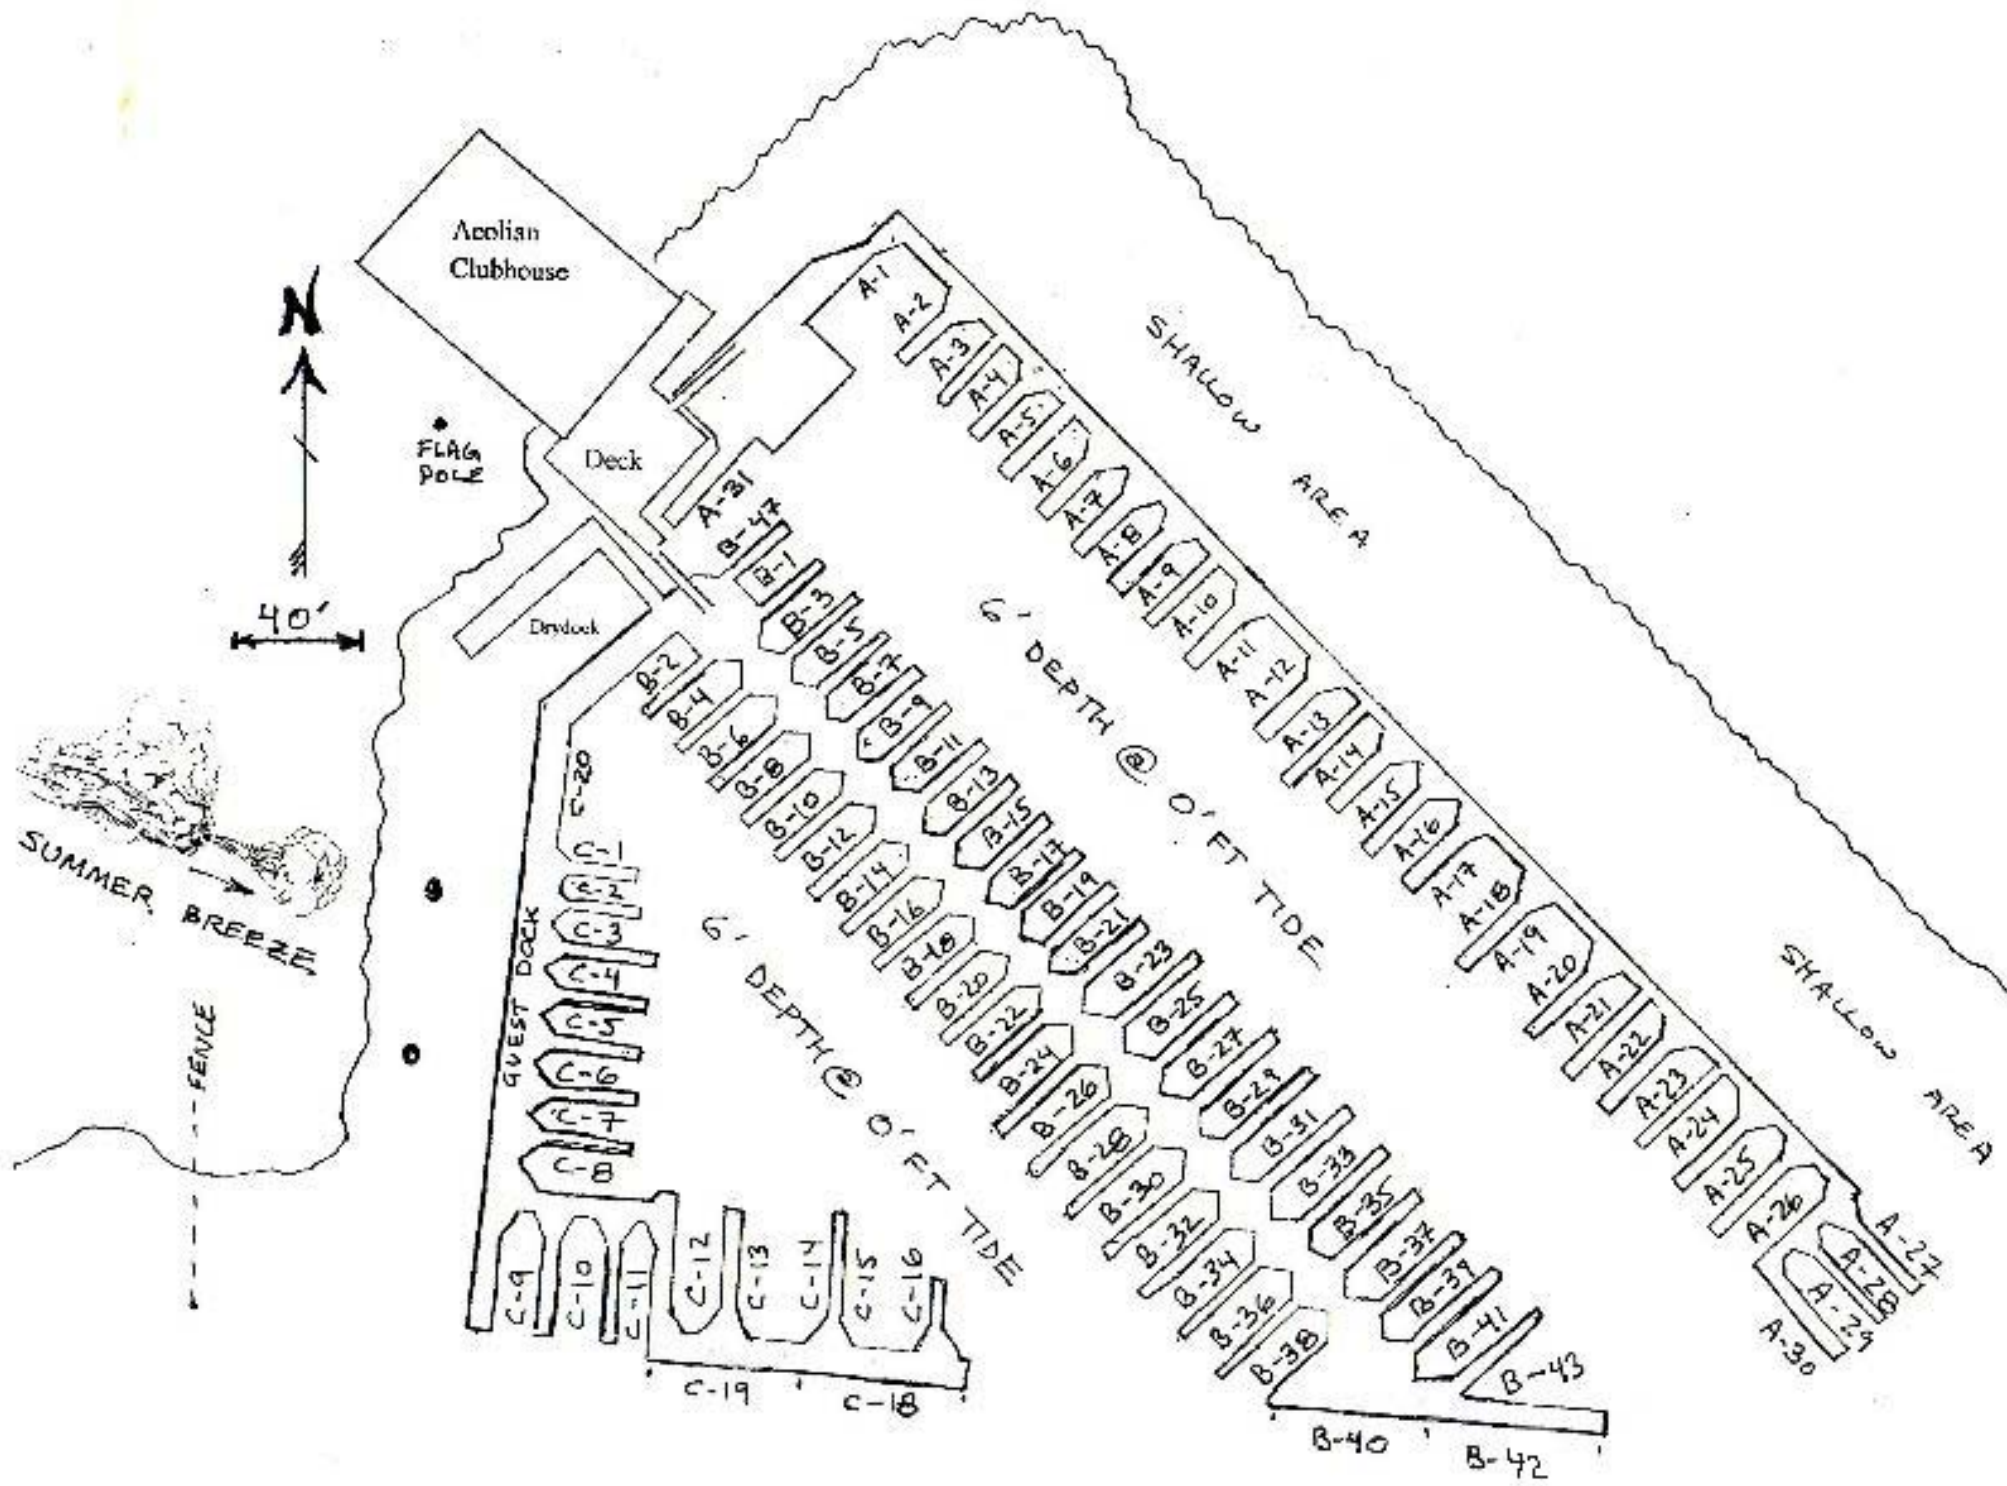 Aeolian
Clubhouse
N
FLAG
POLE
Deck
40'
Drydock
SUMMER BREEZE
FENCE
GUEST DOCK
SHALLOW AREA
SHALLOW AREA
6' DEPTH @ 0' FT TIDE
6' DEPTH @ 0' FT TIDE
A-1
A-2
A-3
A-4
A-5
A-6
A-7
A-8
A-9
A-10
A-11
A-12
A-13
A-14
A-15
A-16
A-17
A-18
A-19
A-20
A-21
A-22
A-23
A-24
A-25
A-26
A-27
A-28
A-29
A-30
A-31
B-47
B-1
B-3
B-5
B-7
B-9
B-11
B-13
B-15
B-17
B-19
B-21
B-23
B-25
B-27
B-29
B-31
B-33
B-35
B-37
B-39
B-41
B-43
B-2
B-4
B-6
B-8
B-10
B-12
B-14
B-16
B-18
B-20
B-22
B-24
B-26
B-28
B-30
B-32
B-34
B-36
B-38
B-40
B-42
C-20
C-1
C-2
C-3
C-4
C-5
C-6
C-7
C-8
C-9
C-10
C-11
C-12
C-13
C-14
C-15
C-16
C-19
C-18